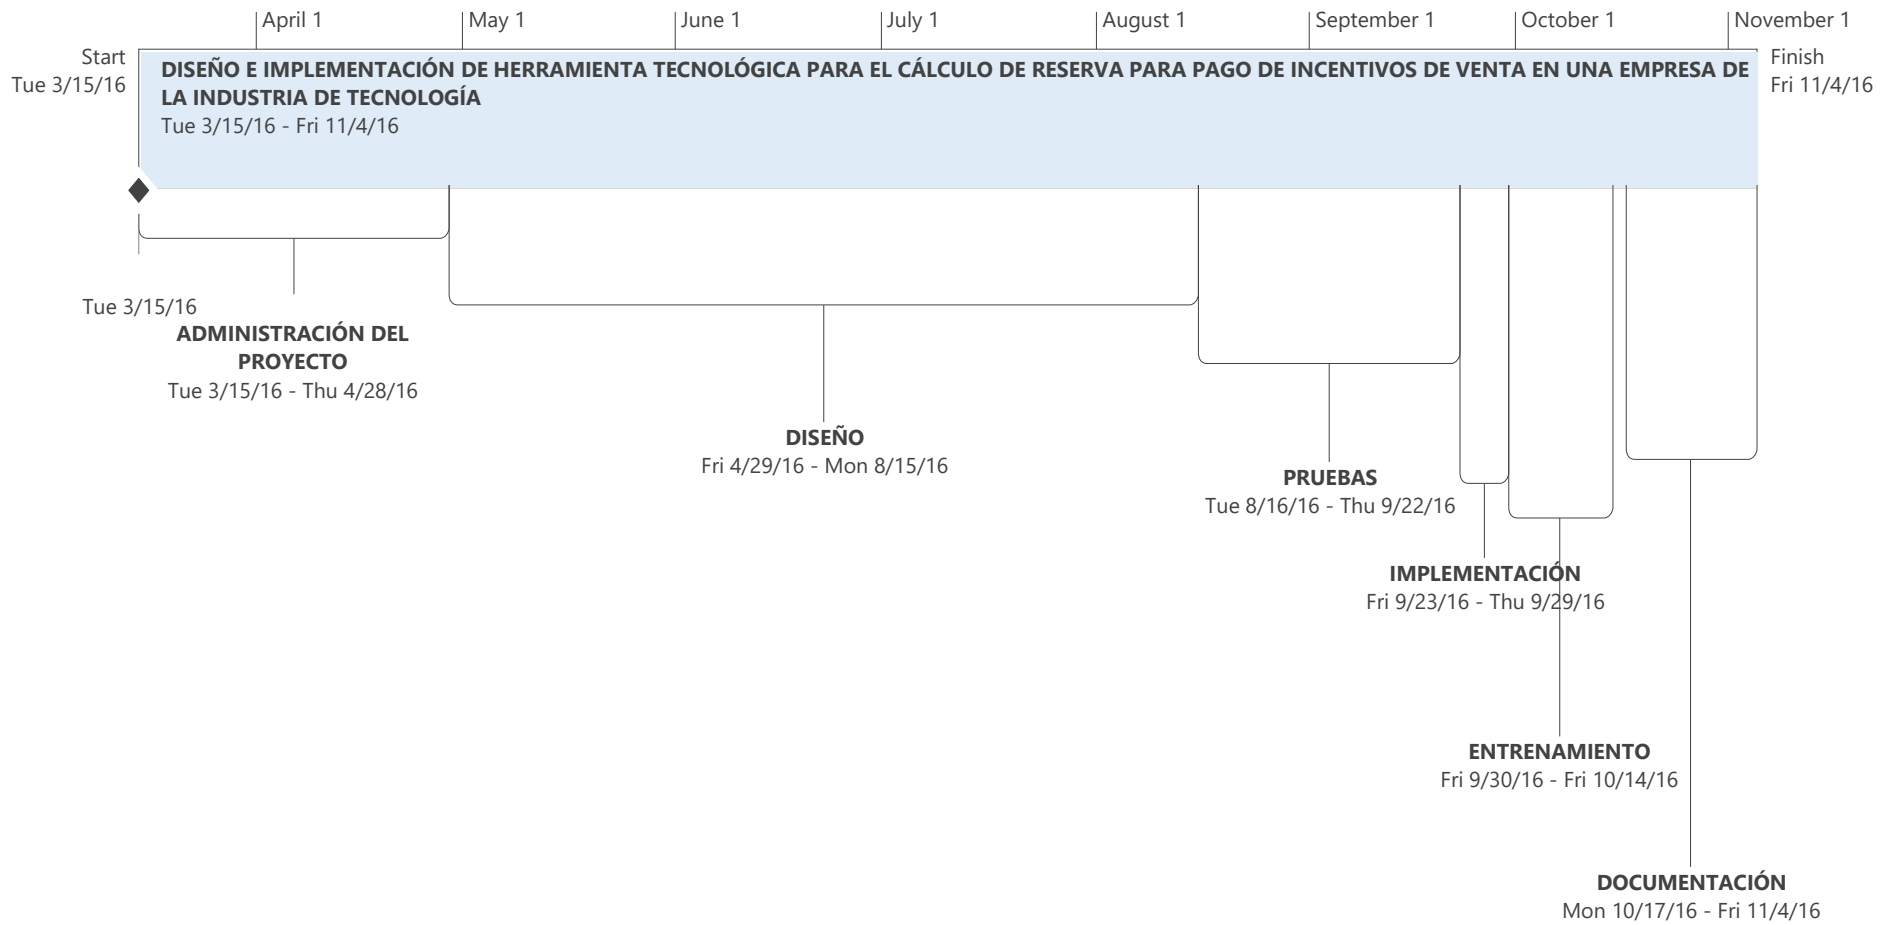 April 1
May 1
June 1
July 1
August 1
September 1
October 1
November 1
Start
Tue 3/15/16
DISEÑO E IMPLEMENTACIÓN DE HERRAMIENTA TECNOLÓGICA PARA EL CÁLCULO DE RESERVA PARA PAGO DE INCENTIVOS DE VENTA EN UNA EMPRESA DE
LA INDUSTRIA DE TECNOLOGÍA
Tue 3/15/16 - Fri 11/4/16
Finish
Fri 11/4/16
Tue 3/15/16
ADMINISTRACIÓN DEL
PROYECTO
Tue 3/15/16 - Thu 4/28/16
DISEÑO
Fri 4/29/16 - Mon 8/15/16
PRUEBAS
Tue 8/16/16 - Thu 9/22/16
IMPLEMENTACIÓN
Fri 9/23/16 - Thu 9/29/16
ENTRENAMIENTO
Fri 9/30/16 - Fri 10/14/16
DOCUMENTACIÓN
Mon 10/17/16 - Fri 11/4/16